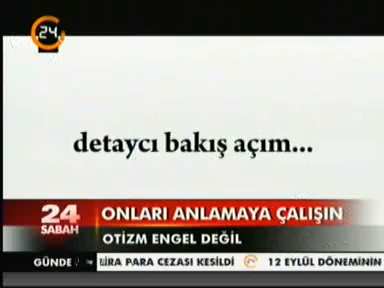 24
detaycı bakış açım...
24 SABAH
ONLARI ANLAMAYA ÇALIŞIN
OTİZM ENGEL DEĞİL
GÜNDE
LİRA PARA CEZASI KESİLDİ 12 EYLÜL DÖNEMİNİN